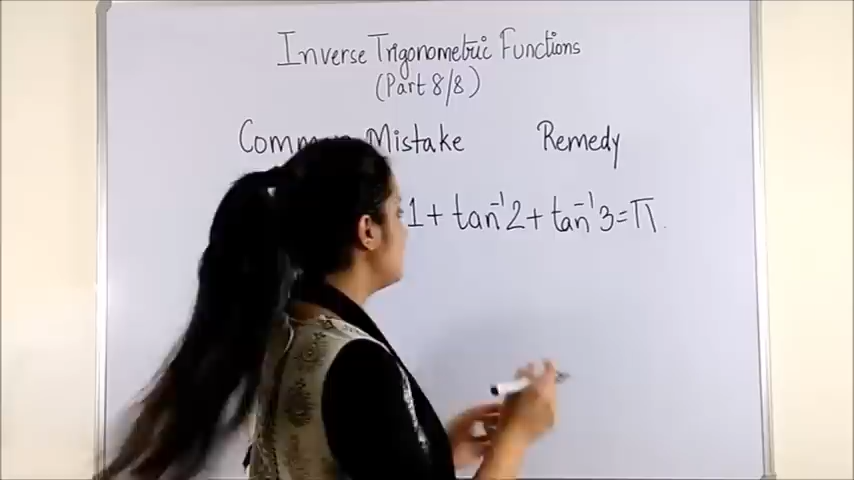 Inverse Trigonometric Functions
(Part 8/8)
Mistake Remedy
1 + tan⁻¹2 + tan⁻¹3 = π